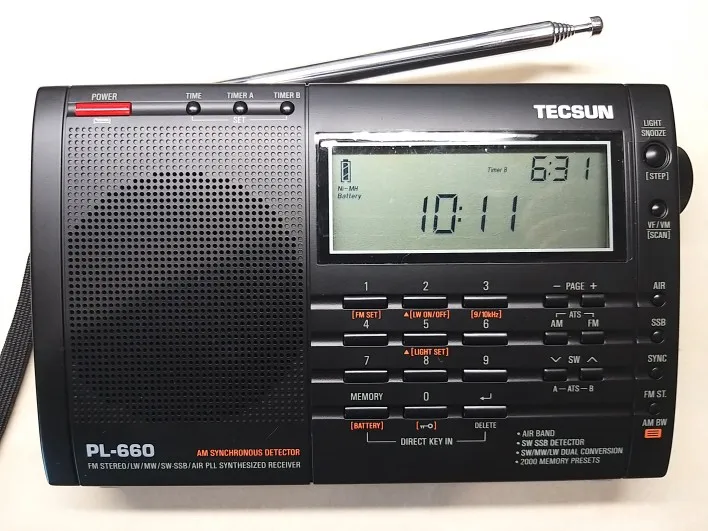 POWER
TIME TIMER A TIMER B
SET
TECSUN
LIGHT
SNOOZE
[STEP]
Ni-MH
Battery
Timer B 6:31
10:11
VF/VM
[SCAN]
1 2 3 − PAGE +
[FM SET] ▲[LW ON/OFF] [9/10kHz] ATS
4 5 6 AM FM
▲[LIGHT SET]
7 8 9 SW
A—ATS—B
MEMORY 0
[BATTERY] DELETE
DIRECT KEY IN
AIR
SSB
SYNC
FM ST.
AM BW
PL-660
AM SYNCHRONOUS DETECTOR
FM STEREO/LW/MW/SW-SSB/AIR PLL SYNTHESIZED RECEIVER
• AIR BAND
• SW SSB DETECTOR
• SW/MW/LW DUAL CONVERSION
• 2000 MEMORY PRESETS